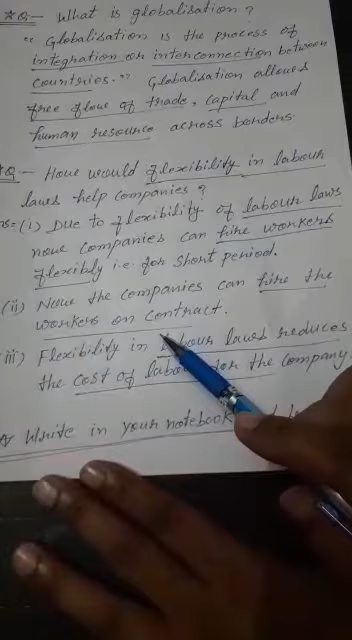 *Q:- What is globalisation?
"Globalisation is the process of
integration or interconnection between
countries." Globalisation allows
free flow of trade, capital and
human resource across borders.
*Q:- How would flexibility in labour
laws help companies?
ns=(i) Due to flexibility of labour laws
now companies can hire workers
flexibly i.e. for short period.
(ii) Now the companies can hire the
workers on contract.
(iii) Flexibility in labour laws reduces
the cost of labour for the company.
Write in your notebook